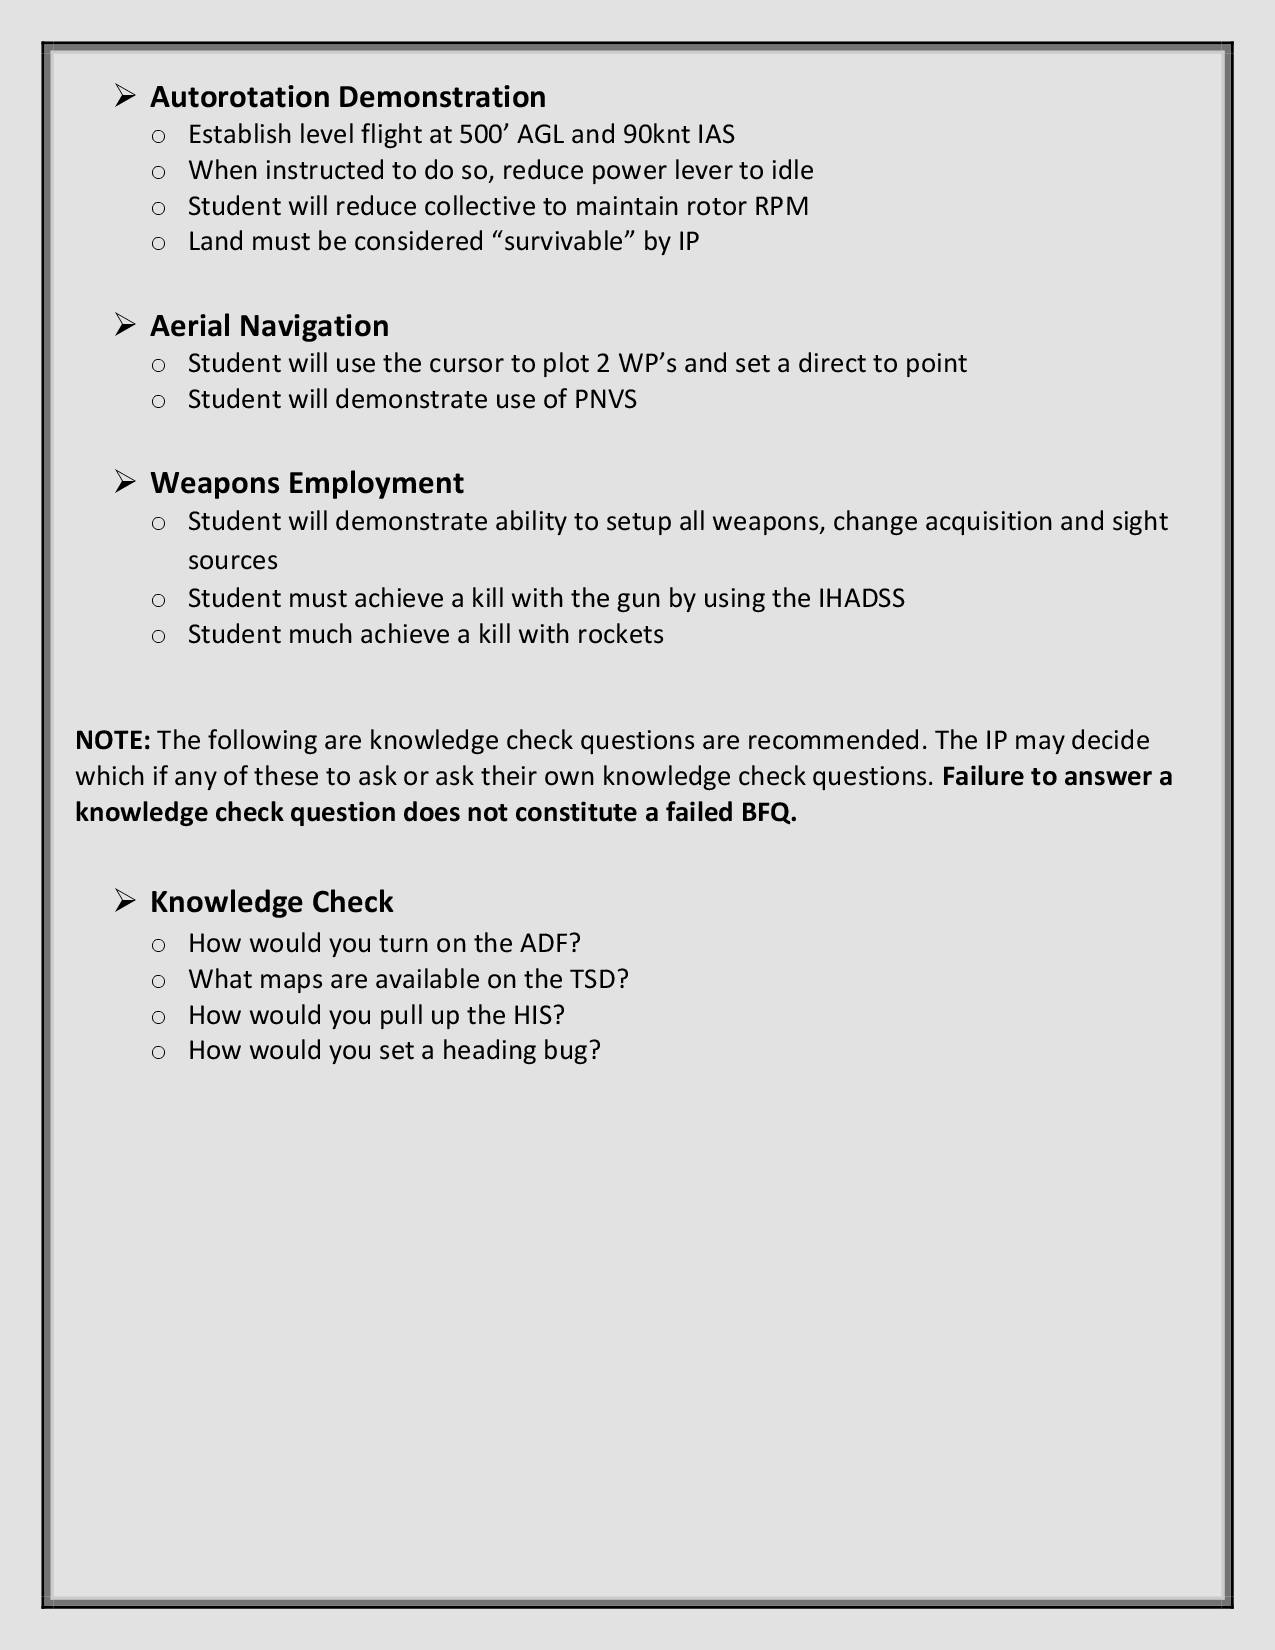 ➢ Autorotation Demonstration
o Establish level flight at 500’ AGL and 90knt IAS
o When instructed to do so, reduce power lever to idle
o Student will reduce collective to maintain rotor RPM
o Land must be considered “survivable” by IP
➢ Aerial Navigation
o Student will use the cursor to plot 2 WP’s and set a direct to point
o Student will demonstrate use of PNVS
➢ Weapons Employment
o Student will demonstrate ability to setup all weapons, change acquisition and sight
sources
o Student must achieve a kill with the gun by using the IHADSS
o Student much achieve a kill with rockets
NOTE: The following are knowledge check questions are recommended. The IP may decide
which if any of these to ask or ask their own knowledge check questions. Failure to answer a
knowledge check question does not constitute a failed BFQ.
➢ Knowledge Check
o How would you turn on the ADF?
o What maps are available on the TSD?
o How would you pull up the HIS?
o How would you set a heading bug?